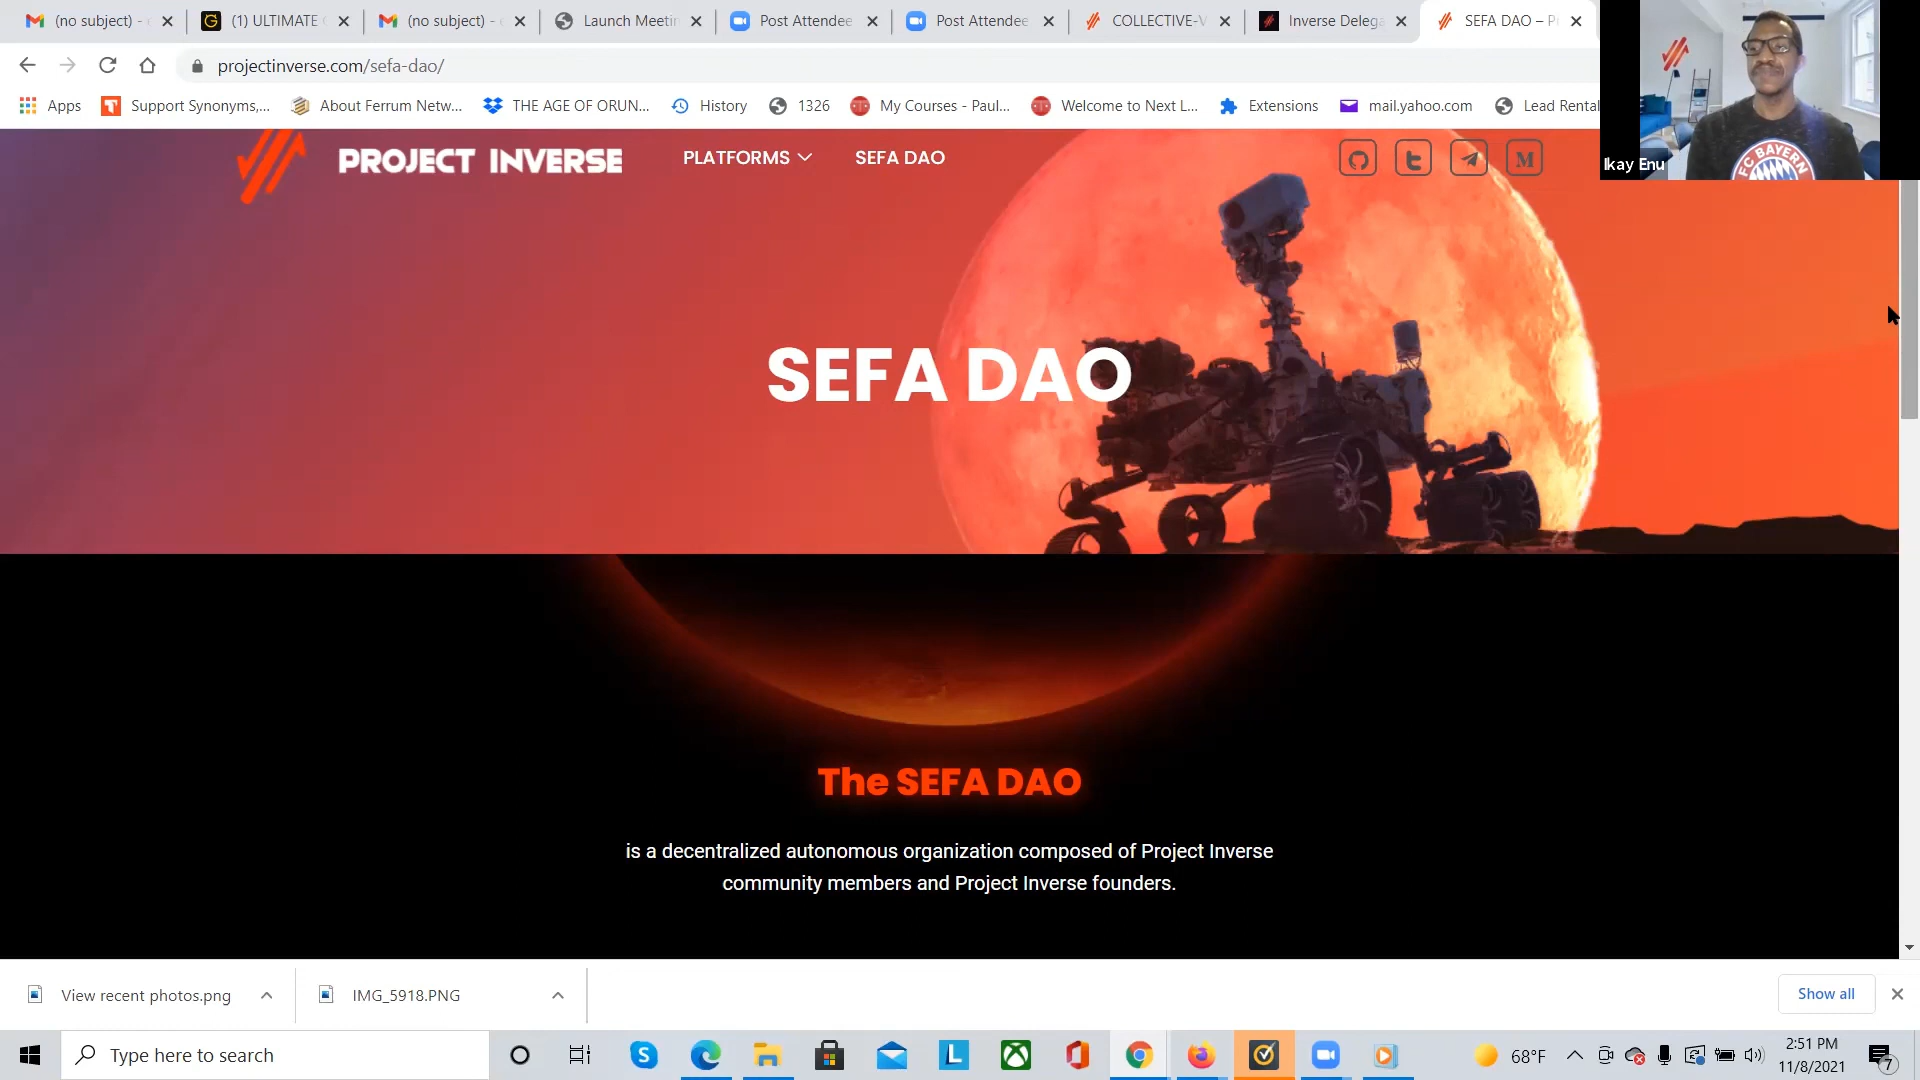 (no subject) -
(1) ULTIMATE
(no subject) -
Launch Meetin
Post Attendee
Post Attendee
COLLECTIVE-V
Inverse Delega
SEFA DAO – P
projectinverse.com/sefa-dao/
Apps
Support Synonyms,...
About Ferrum Netw...
THE AGE OF ORUN...
History
1326
My Courses - Paul...
Welcome to Next L...
Extensions
mail.yahoo.com
Lead Rental
FC BAYERN
Ikay Enu
PROJECT INVERSE
PLATFORMS
SEFA DAO
SEFA DAO
The SEFA DAO
is a decentralized autonomous organization composed of Project Inverse
community members and Project Inverse founders.
View recent photos.png
IMG_5918.PNG
Show all
Type here to search
68°F
2:51 PM
11/8/2021
7